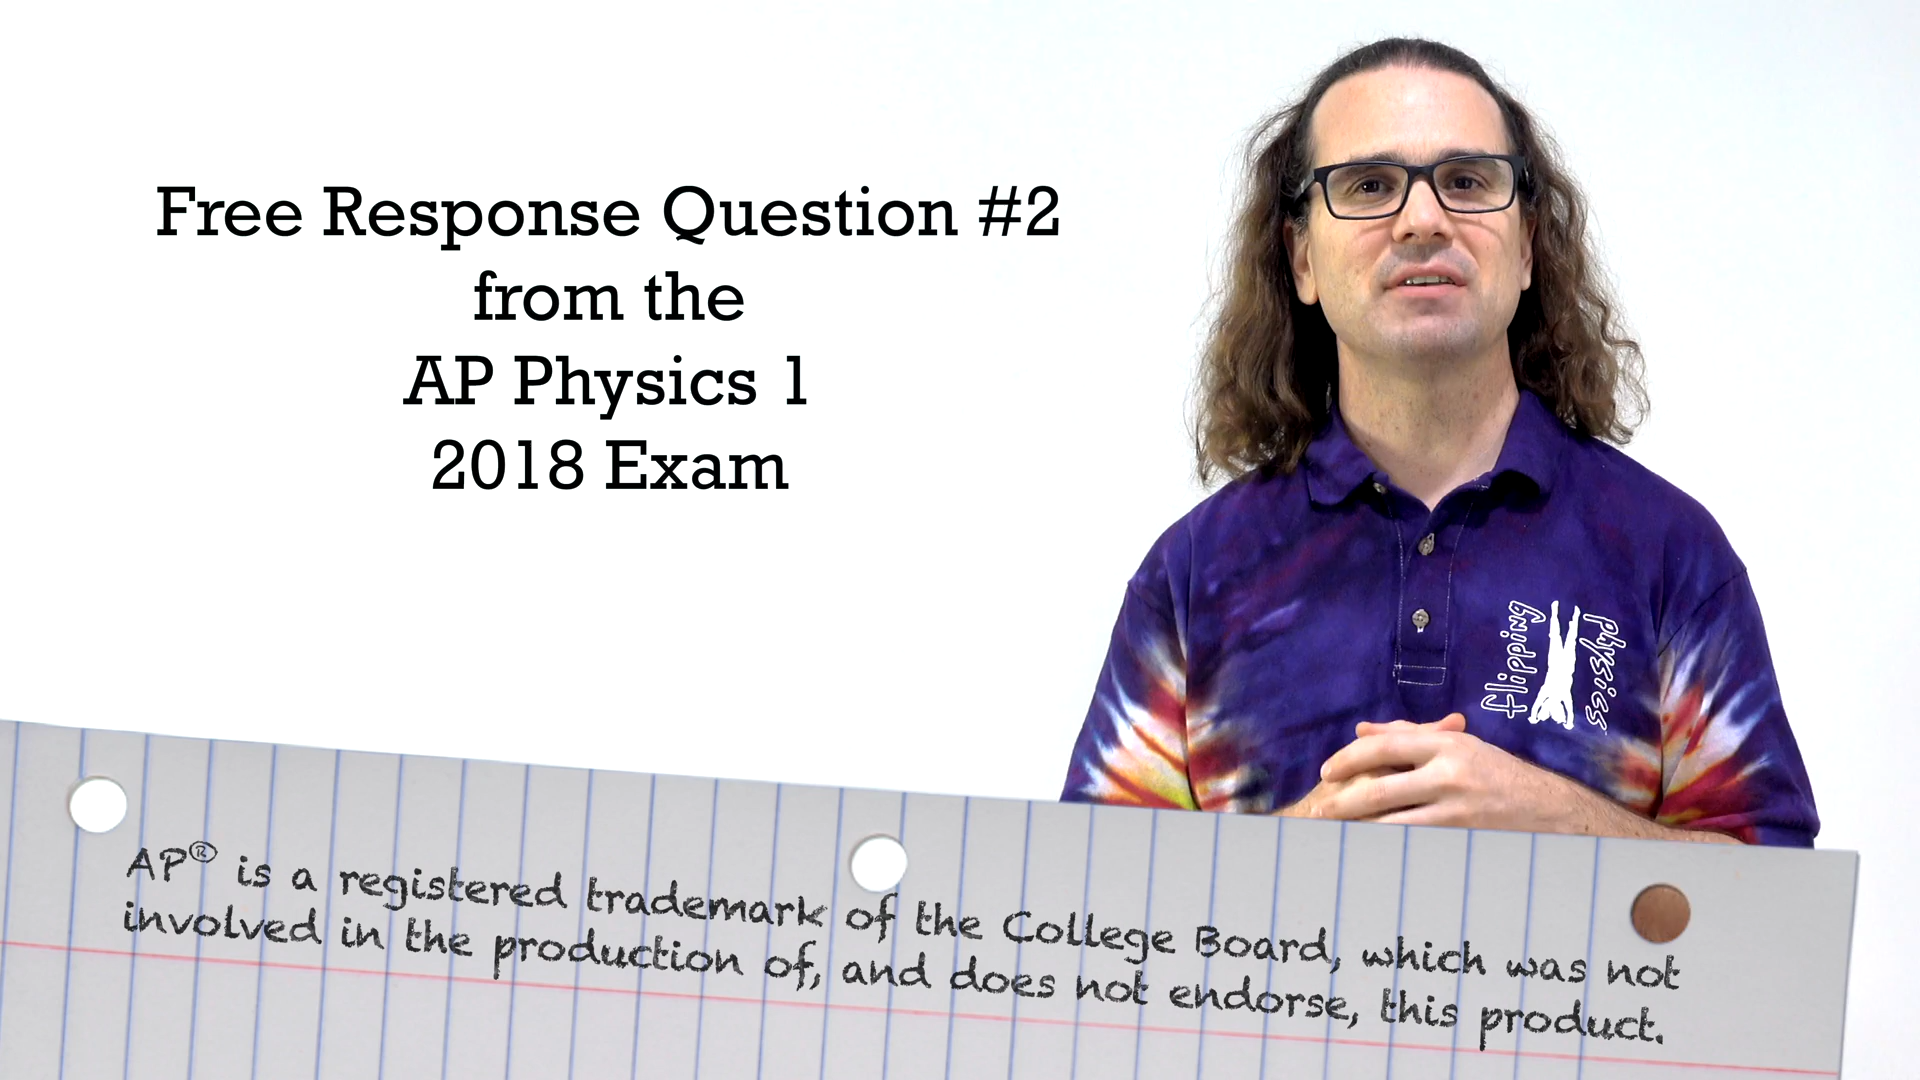 Free Response Question #2
from the
AP Physics 1
2018 Exam
flipping
physics
AP® is a registered trademark of the College Board, which was not
involved in the production of, and does not endorse, this product.